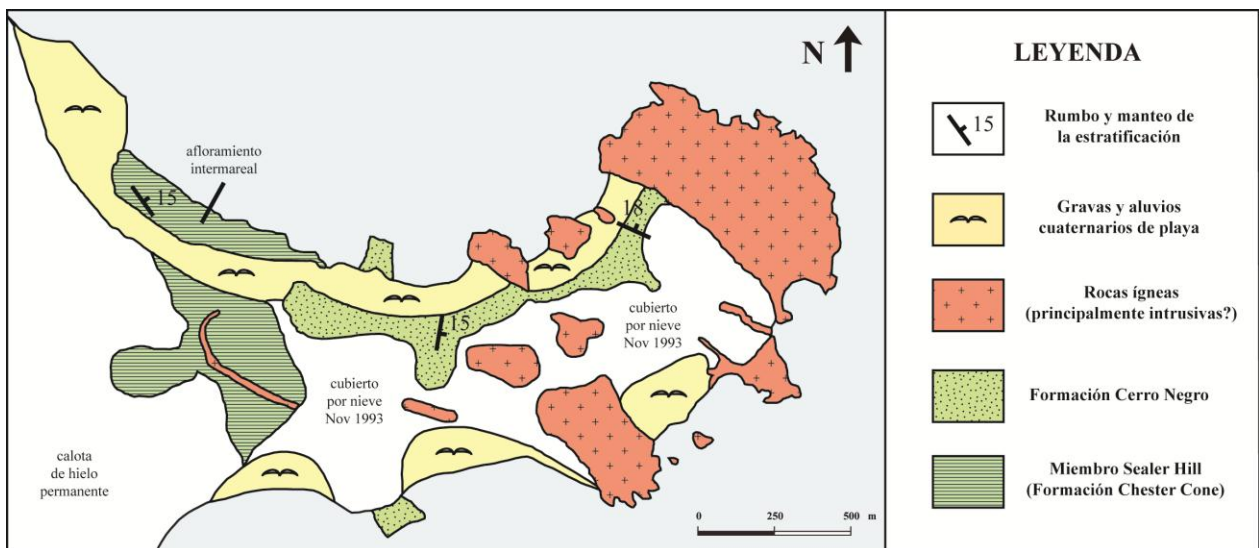 N
afloramiento
intermareal
15
18
15
cubierto
por nieve
Nov 1993
cubierto
por nieve
Nov 1993
calota
de hielo
permanente
0 250 500 m
LEYENDA
15
Rumbo y manteo de
la estratificación
Gravas y aluvios
cuaternarios de playa
Rocas ígneas
(principalmente intrusivas?)
Formación Cerro Negro
Miembro Sealer Hill
(Formación Chester Cone)